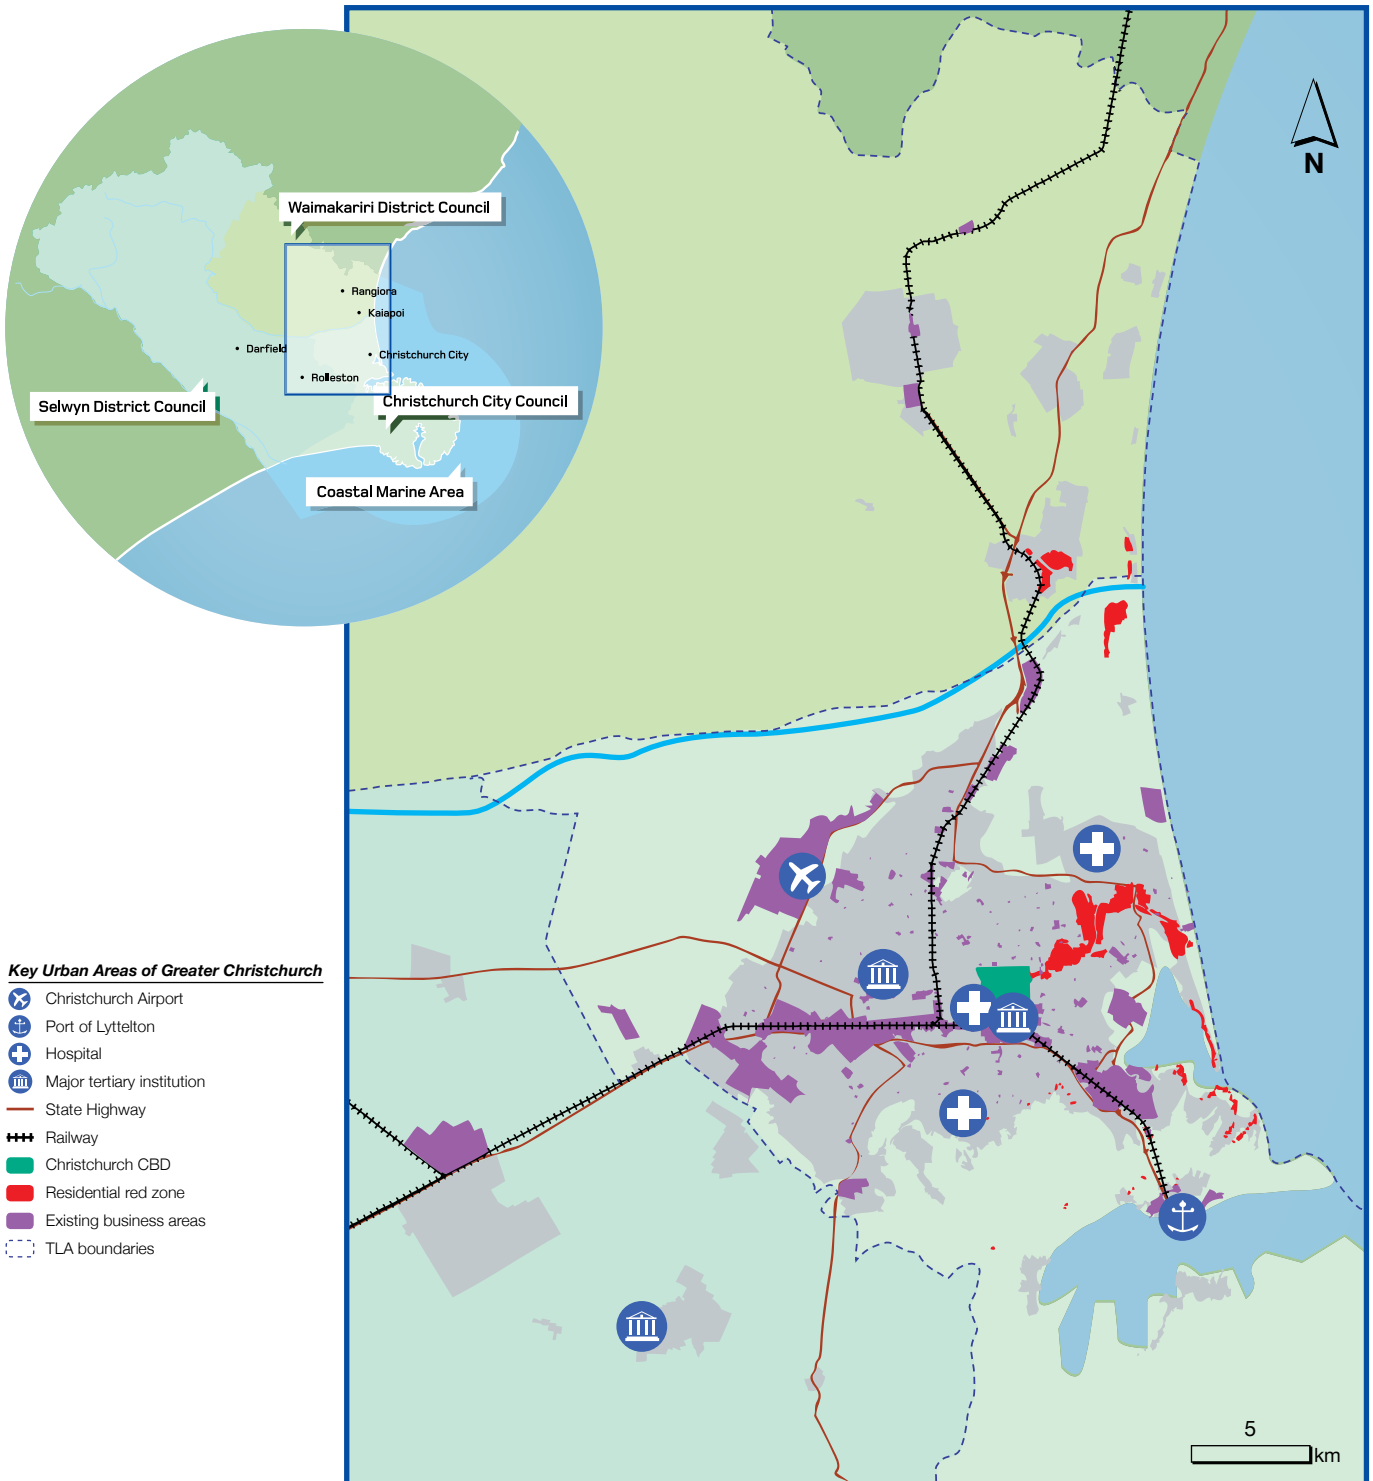 Waimakariri District Council
Rangiora
Kaiapoi
Darfield
Christchurch City
Rolleston
Selwyn District Council
Christchurch City Council
Coastal Marine Area
N
Key Urban Areas of Greater Christchurch
Christchurch Airport
Port of Lyttelton
Hospital
Major tertiary institution
State Highway
Railway
Christchurch CBD
Residential red zone
Existing business areas
TLA boundaries
5
km